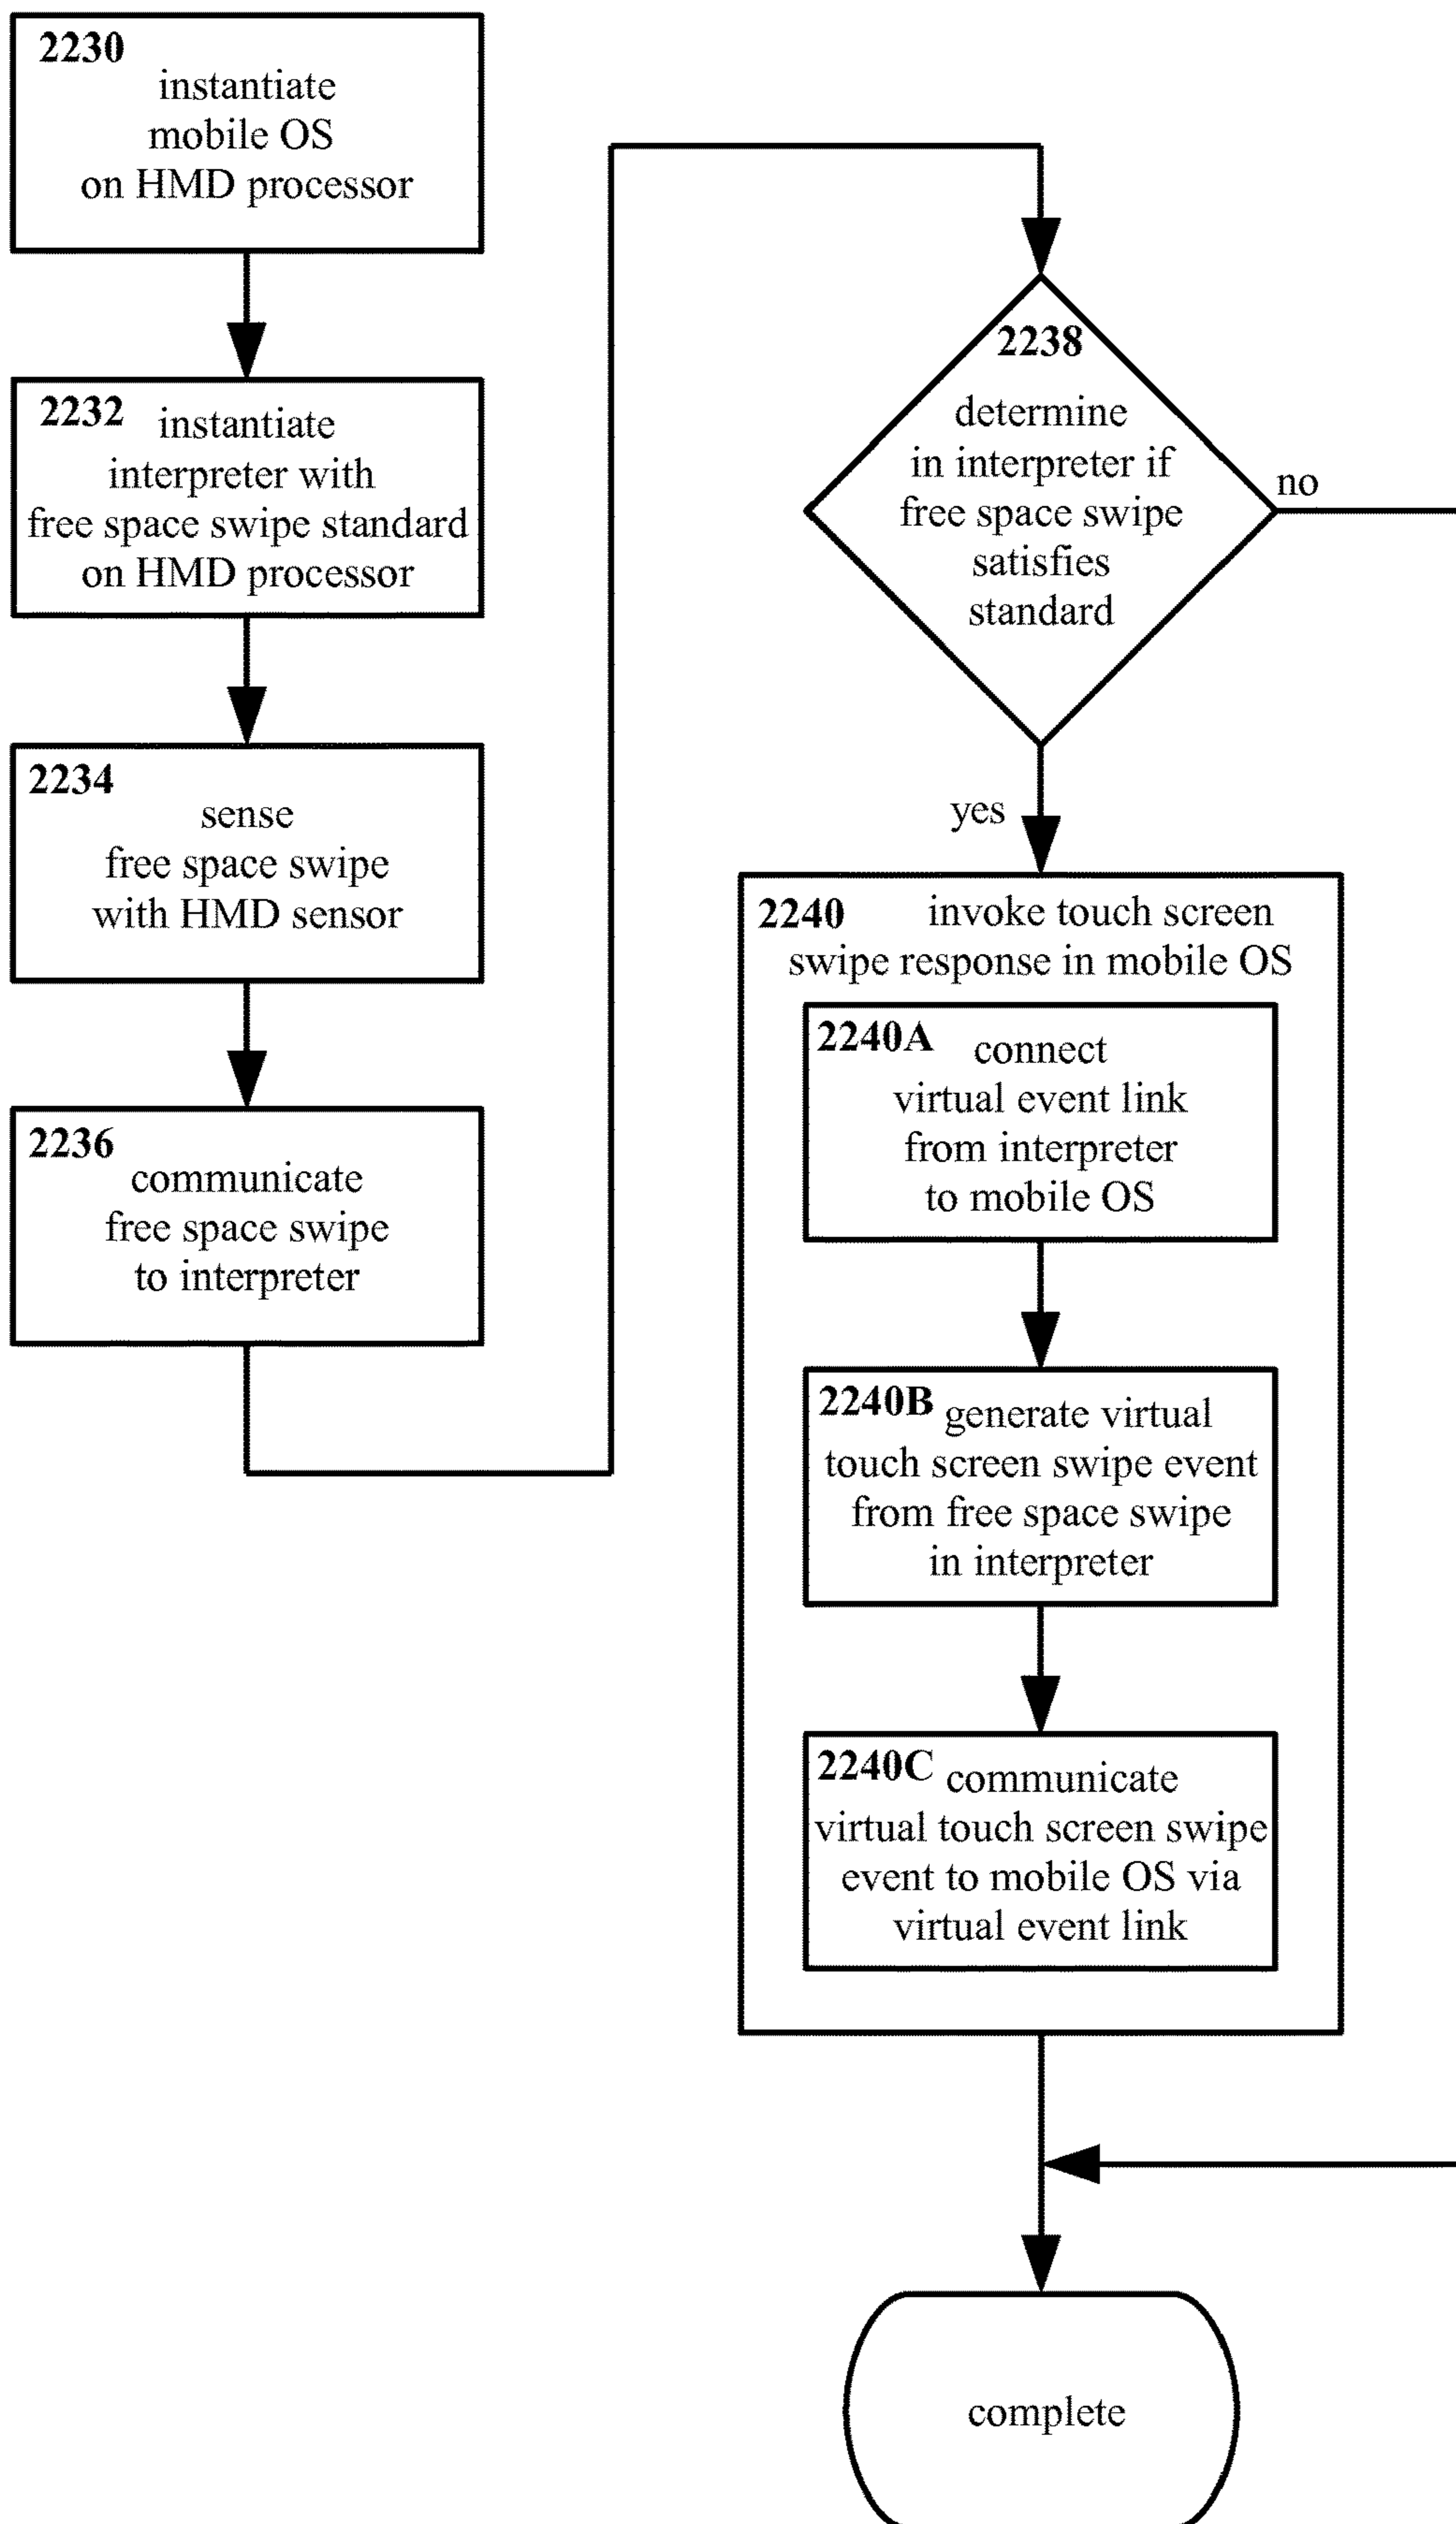 2230
instantiate
mobile OS
on HMD processor
2232 instantiate
interpreter with
free space swipe standard
on HMD processor
2234
sense
free space swipe
with HMD sensor
2236
communicate
free space swipe
to interpreter
2238
determine
in interpreter if
free space swipe
satisfies
standard
no
yes
2240 invoke touch screen
swipe response in mobile OS
2240A connect
virtual event link
from interpreter
to mobile OS
2240B generate virtual
touch screen swipe event
from free space swipe
in interpreter
2240C communicate
virtual touch screen swipe
event to mobile OS via
virtual event link
complete